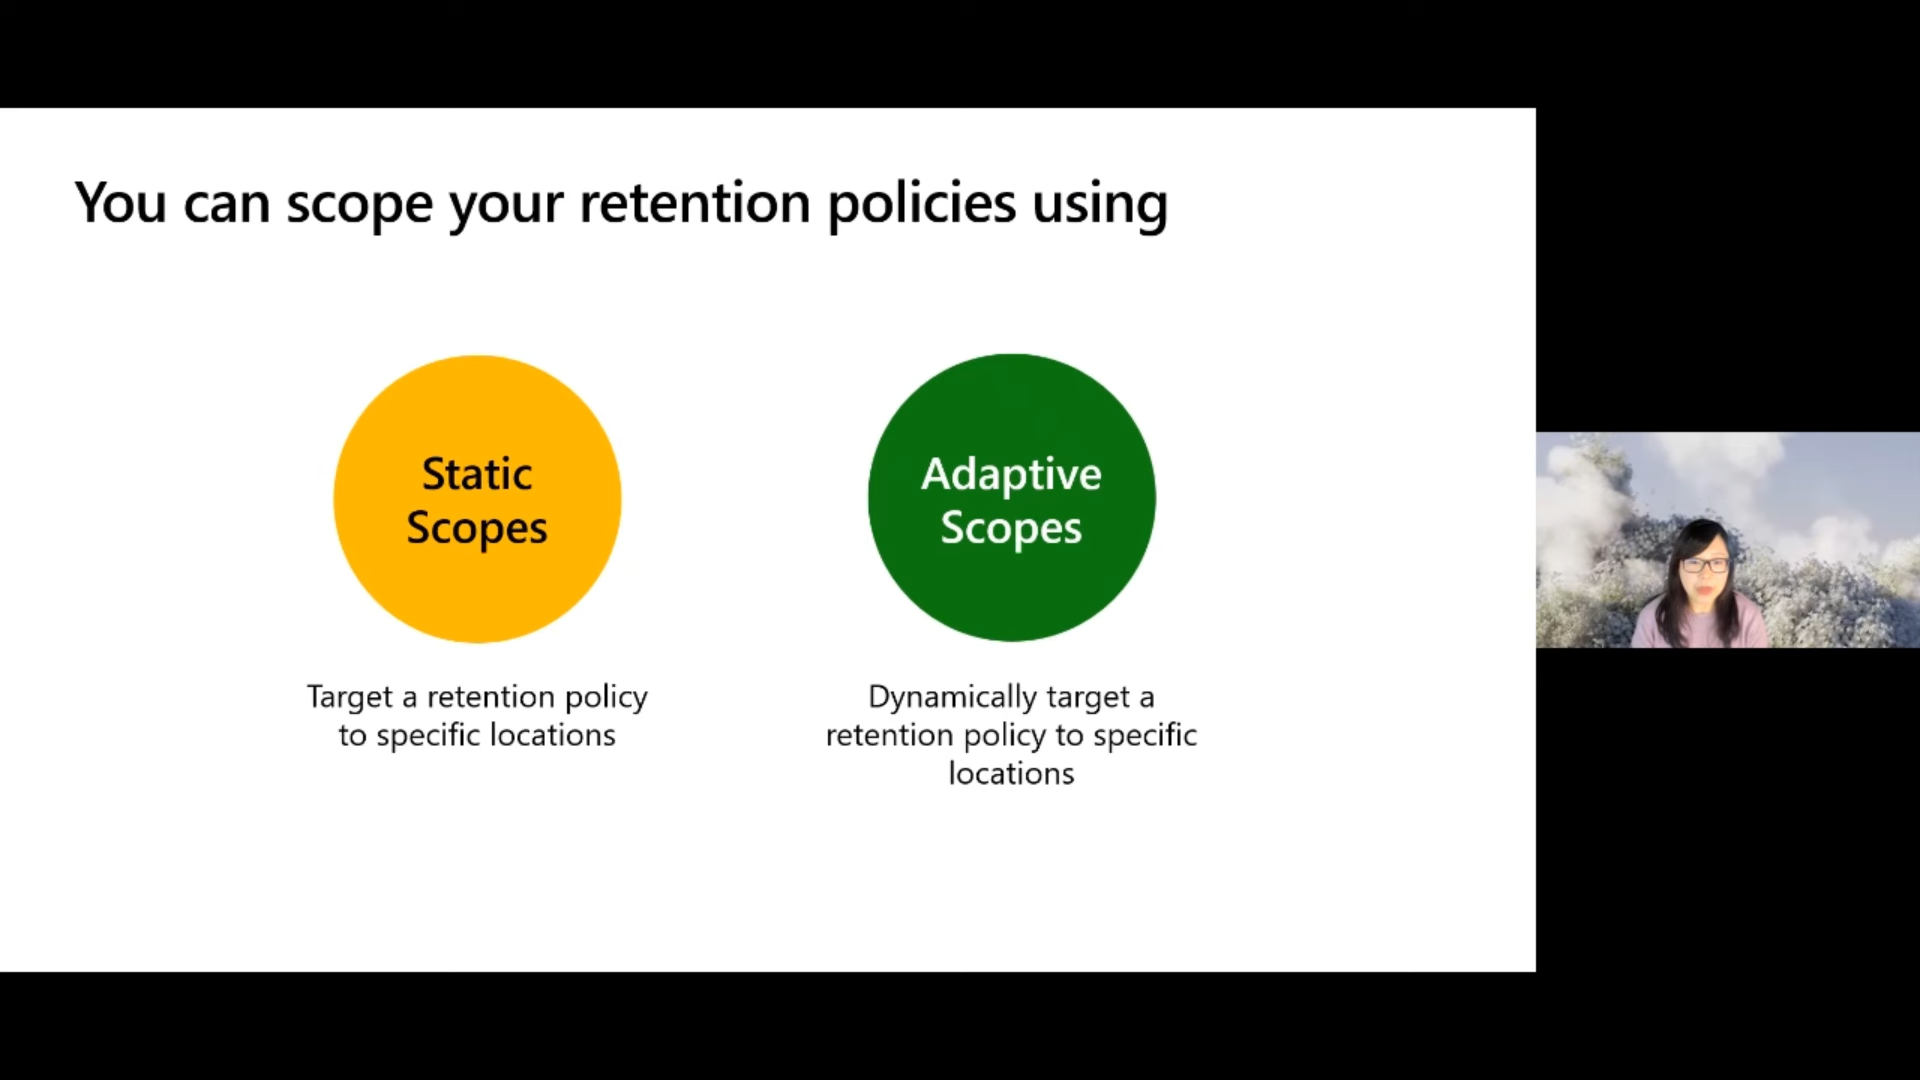 You can scope your retention policies using
Static
Scopes
Target a retention policy
to specific locations
Adaptive
Scopes
Dynamically target a
retention policy to specific
locations